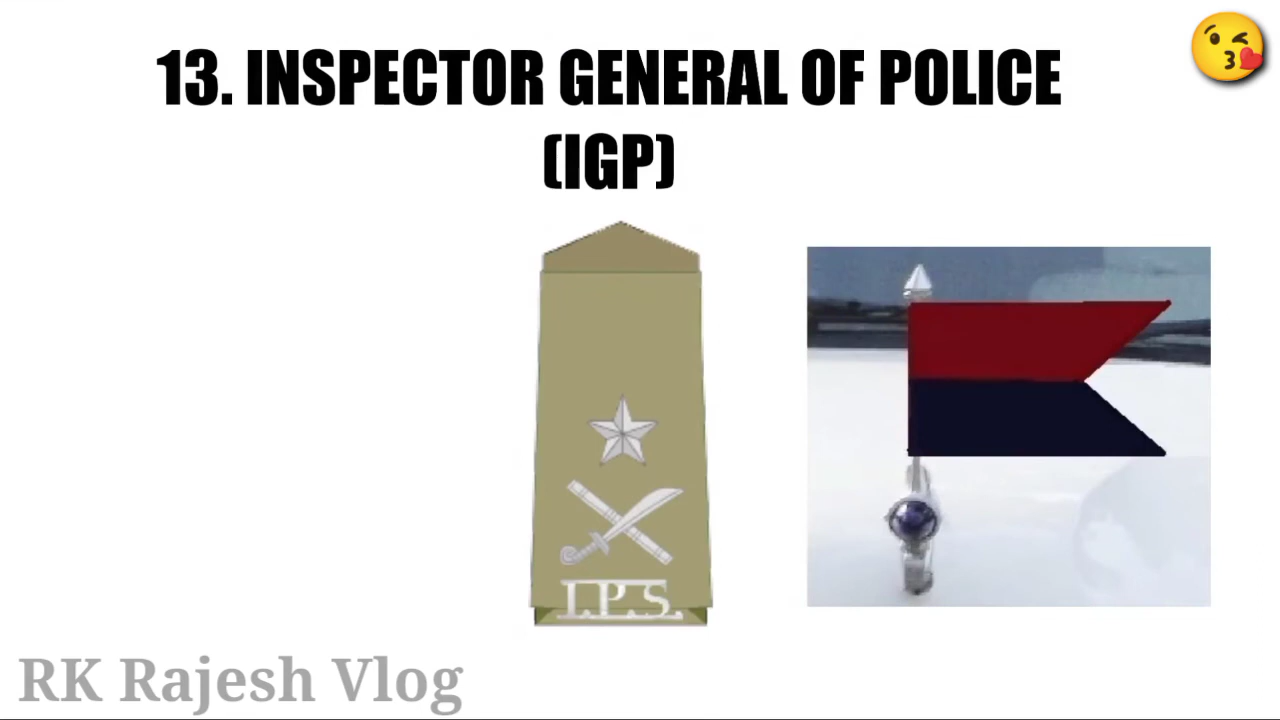 13. INSPECTOR GENERAL OF POLICE
(IGP)
I.P.S.
RK Rajesh Vlog